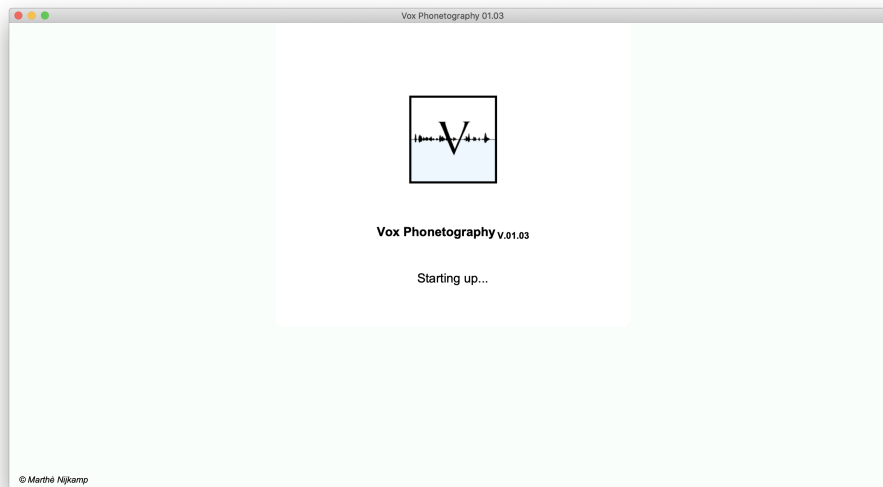 Vox Phonetography 01.03
V
Vox Phonetography V.01.03
Starting up...
© Marthè Nijkamp